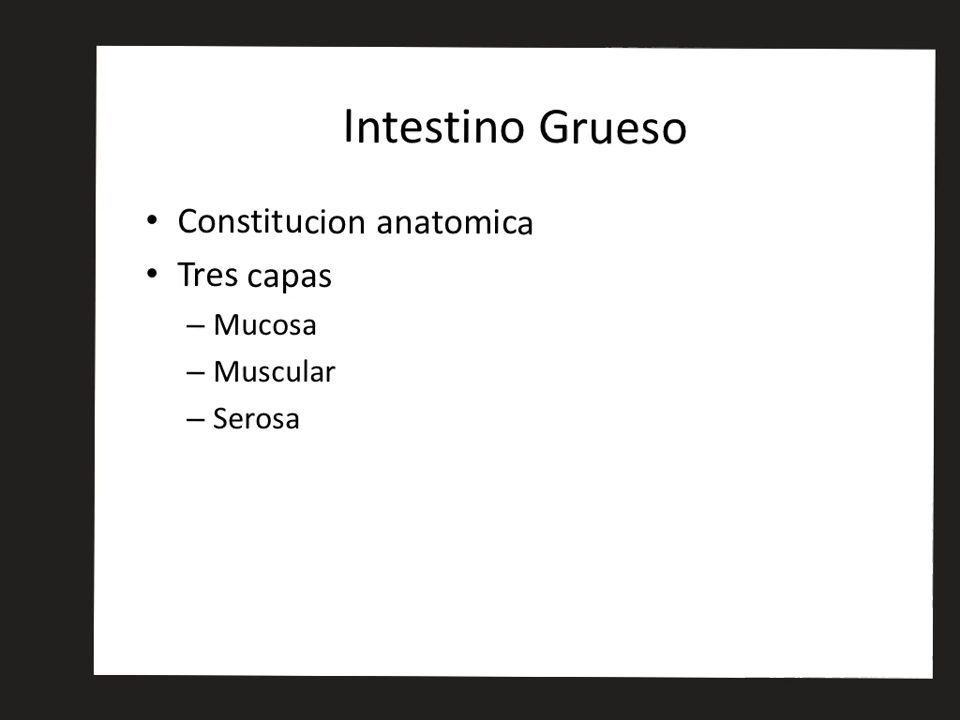 Intestino Grueso
• Constitucion anatomica
• Tres capas
– Mucosa
– Muscular
– Serosa